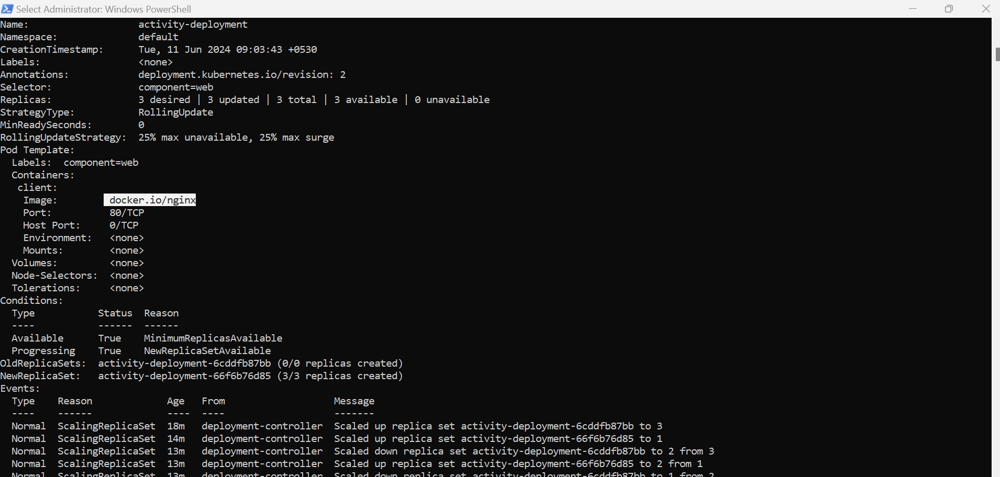 Select Administrator: Windows PowerShell
Name:                   activity-deployment
Namespace:              default
CreationTimestamp:      Tue, 11 Jun 2024 09:03:43 +0530
Labels:                 <none>
Annotations:            deployment.kubernetes.io/revision: 2
Selector:               component=web
Replicas:               3 desired | 3 updated | 3 total | 3 available | 0 unavailable
StrategyType:           RollingUpdate
MinReadySeconds:        0
RollingUpdateStrategy:  25% max unavailable, 25% max surge
Pod Template:
  Labels:  component=web
  Containers:
   client:
    Image:         docker.io/nginx
    Port:          80/TCP
    Host Port:     0/TCP
    Environment:   <none>
    Mounts:        <none>
  Volumes:         <none>
  Node-Selectors:  <none>
  Tolerations:     <none>
Conditions:
  Type           Status  Reason
  ----           ------  ------
  Available      True    MinimumReplicasAvailable
  Progressing    True    NewReplicaSetAvailable
OldReplicaSets:  activity-deployment-6cddfb87bb (0/0 replicas created)
NewReplicaSet:   activity-deployment-66f6b76d85 (3/3 replicas created)
Events:
  Type    Reason             Age   From                   Message
  ----    ------             ----  ----                   -------
  Normal  ScalingReplicaSet  18m   deployment-controller  Scaled up replica set activity-deployment-6cddfb87bb to 3
  Normal  ScalingReplicaSet  14m   deployment-controller  Scaled up replica set activity-deployment-66f6b76d85 to 1
  Normal  ScalingReplicaSet  13m   deployment-controller  Scaled down replica set activity-deployment-6cddfb87bb to 2 from 3
  Normal  ScalingReplicaSet  13m   deployment-controller  Scaled up replica set activity-deployment-66f6b76d85 to 2 from 1
  Normal  ScalingReplicaSet  13m   deployment-controller  Scaled down replica set activity-deployment-6cddfb87bb to 1 from 2